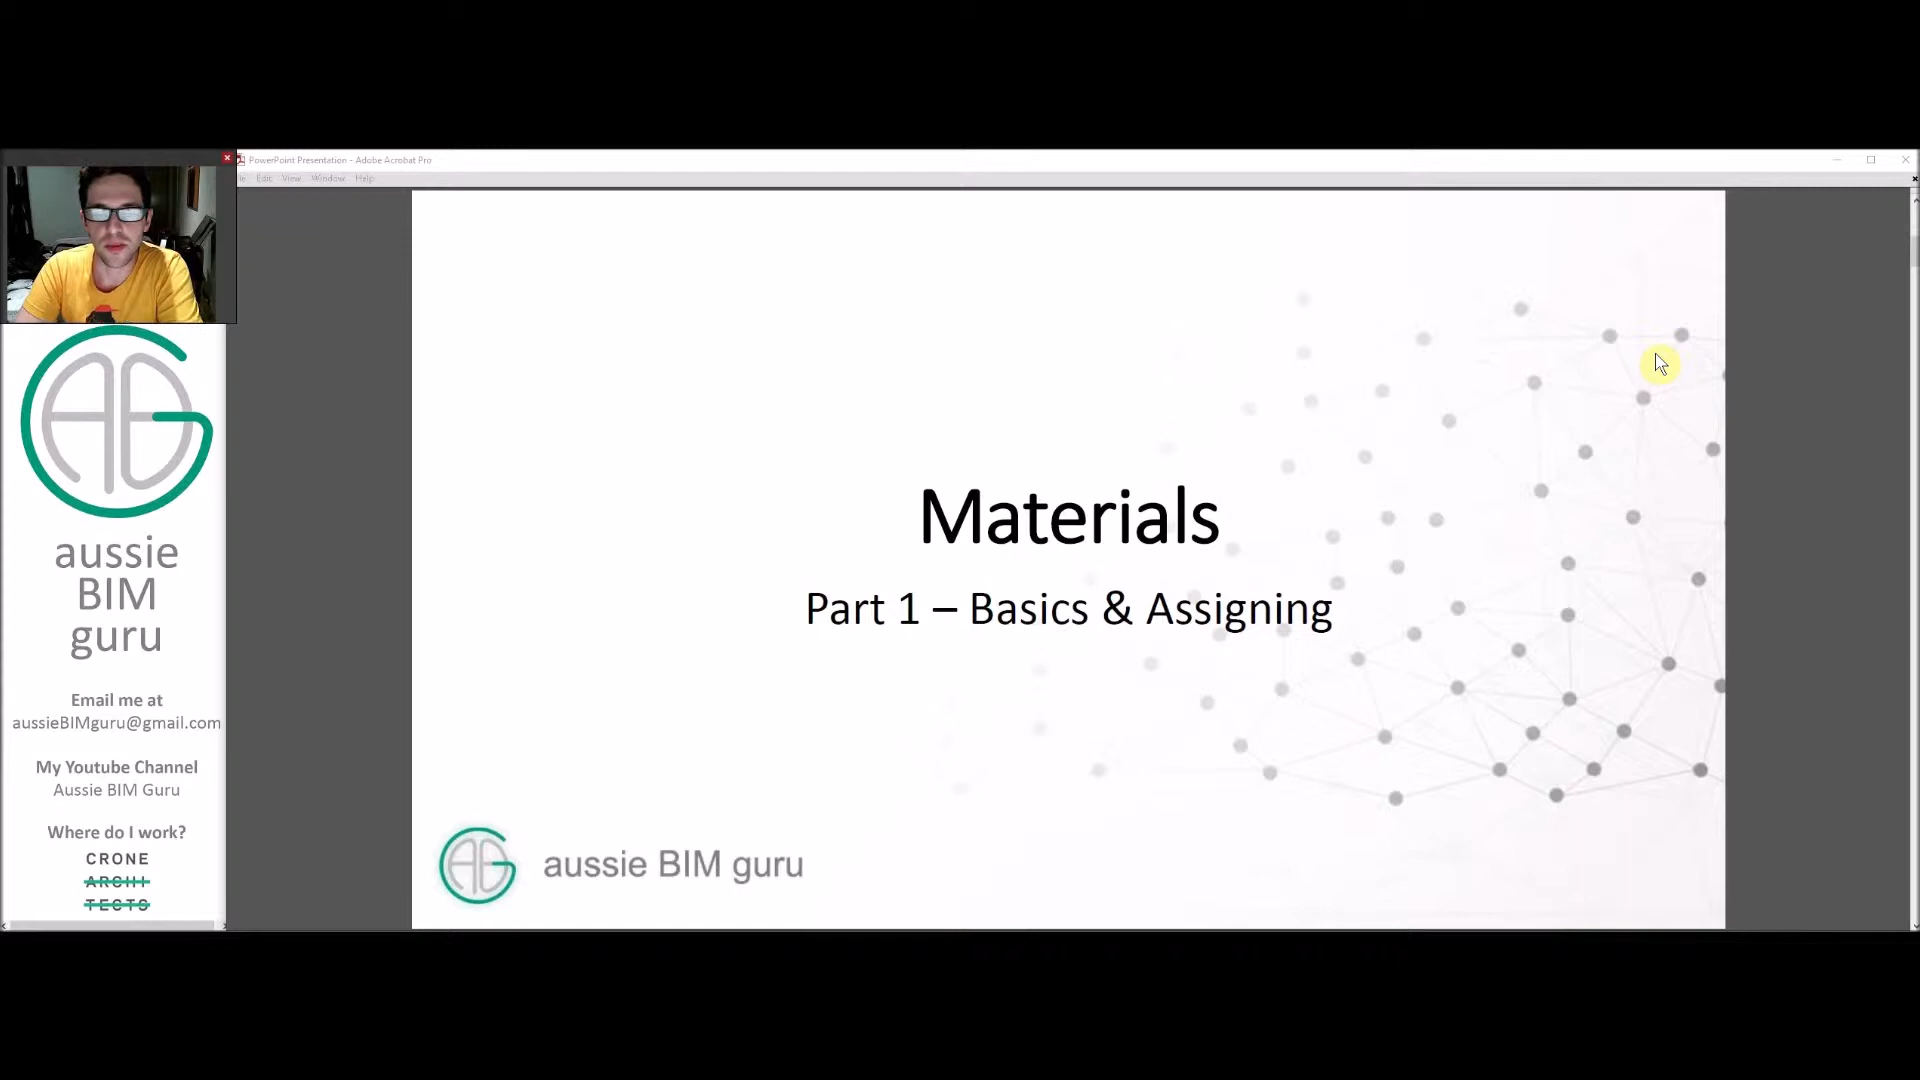 PowerPoint Presentation - Adobe Acrobat Pro
Edit View Window Help
Materials
Part 1 – Basics & Assigning
aussie BIM guru
aussie
BIM
guru
Email me at
aussieBIMguru@gmail.com
My Youtube Channel
Aussie BIM Guru
Where do I work?
CRONE
ARCHI
TECTS